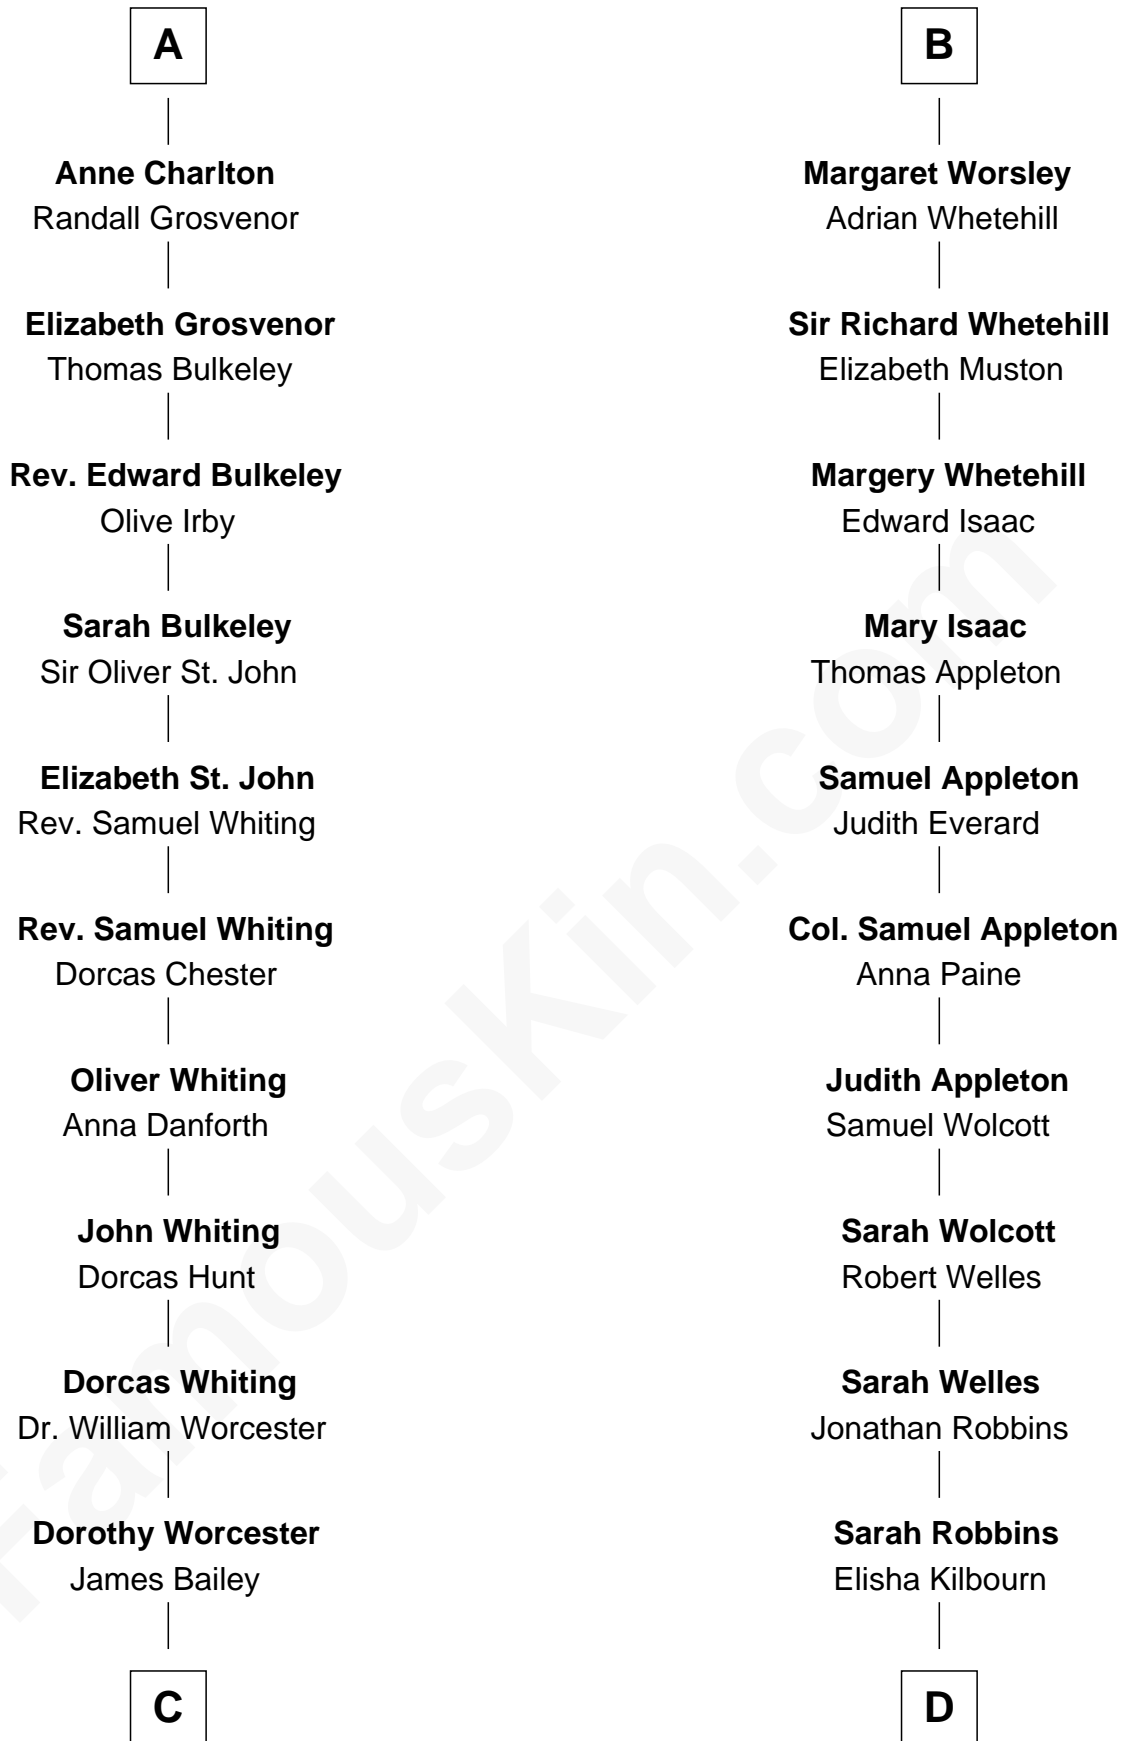 A
Anne Charlton
Randall Grosvenor
Elizabeth Grosvenor
Thomas Bulkeley
Rev. Edward Bulkeley
Olive Irby
Sarah Bulkeley
Sir Oliver St. John
Elizabeth St. John
Rev. Samuel Whiting
Rev. Samuel Whiting
Dorcas Chester
Oliver Whiting
Anna Danforth
John Whiting
Dorcas Hunt
Dorcas Whiting
Dr. William Worcester
Dorothy Worcester
James Bailey
C
B
Margaret Worsley
Adrian Whetehill
Sir Richard Whetehill
Elizabeth Muston
Margery Whetehill
Edward Isaac
Mary Isaac
Thomas Appleton
Samuel Appleton
Judith Everard
Col. Samuel Appleton
Anna Paine
Judith Appleton
Samuel Wolcott
Sarah Wolcott
Robert Welles
Sarah Welles
Jonathan Robbins
Sarah Robbins
Elisha Kilbourn
D
FamousKin.com